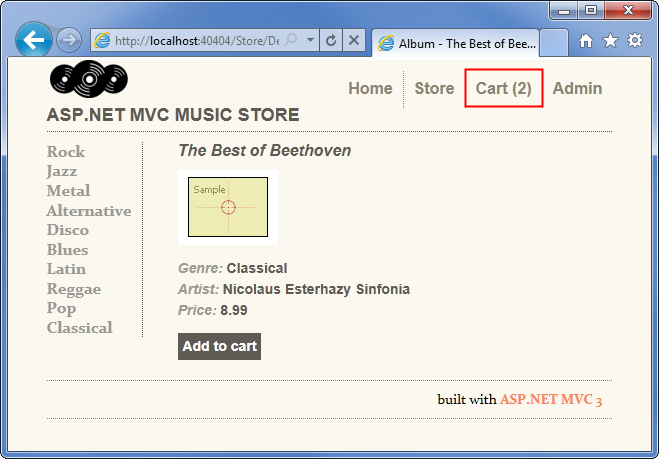 http://localhost:40404/Store/De
Album - The Best of Bee...
Home
Store
Cart (2)
Admin
ASP.NET MVC MUSIC STORE
Rock
Jazz
Metal
Alternative
Disco
Blues
Latin
Reggae
Pop
Classical
The Best of Beethoven
Sample
Genre: Classical
Artist: Nicolaus Esterhazy Sinfonia
Price: 8.99
Add to cart
built with ASP.NET MVC 3